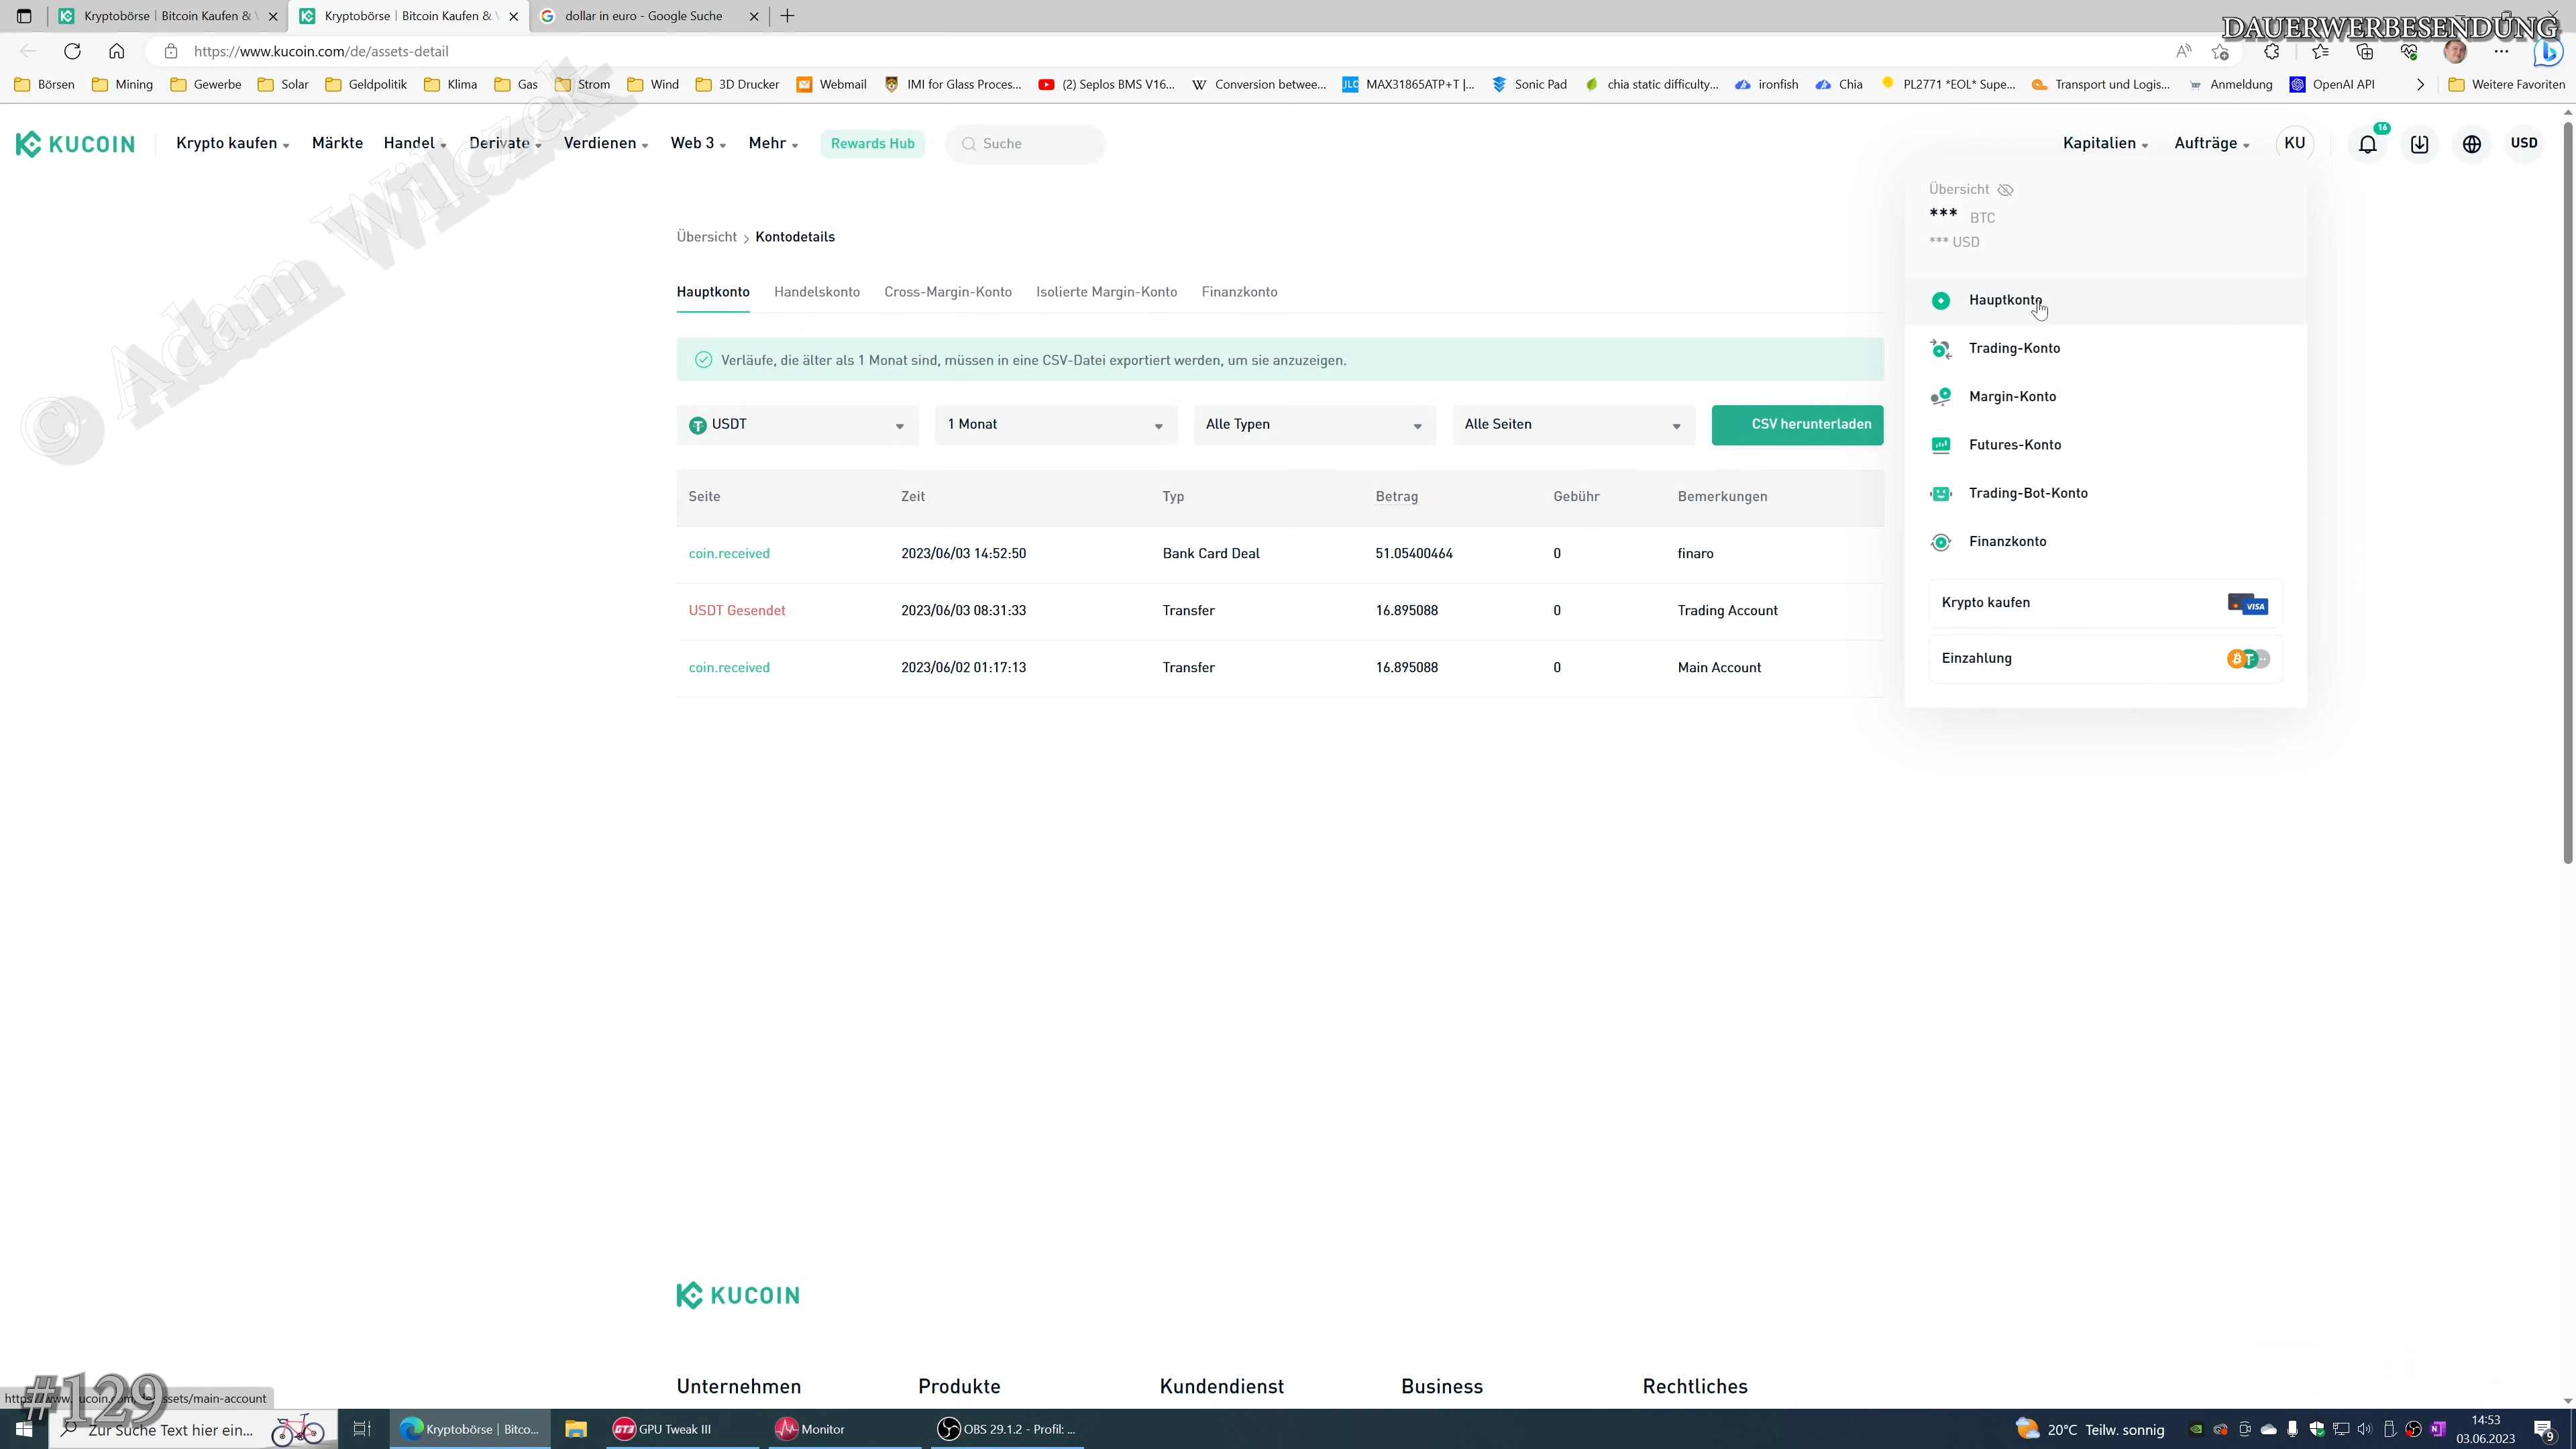 Kryptobörse | Bitcoin Kaufen & V
Kryptobörse | Bitcoin Kaufen & V
dollar in euro - Google Suche
DAUERWERBESENDUNG
https://www.kucoin.com/de/assets-detail
Börsen
Mining
Gewerbe
Solar
Geldpolitik
Klima
Gas
Strom
Wind
3D Drucker
Webmail
IMI for Glass Proces...
(2) Seplos BMS V16...
Conversion betwee...
MAX31865ATP+T |...
Sonic Pad
chia static difficulty...
ironfish
Chia
PL2771 *EOL* Supe...
Transport und Logis...
Anmeldung
OpenAI API
Weitere Favoriten
KUCOIN
Krypto kaufen
Märkte
Handel
Derivate
Verdienen
Web 3
Mehr
Rewards Hub
Suche
Kapitalien
Aufträge
KU
16
USD
© Adam Wilczek
Übersicht
*** BTC
*** USD
Hauptkonto
Trading-Konto
Margin-Konto
Futures-Konto
Trading-Bot-Konto
Finanzkonto
Krypto kaufen
VISA
Einzahlung
Übersicht > Kontodetails
Hauptkonto
Handelskonto
Cross-Margin-Konto
Isolierte Margin-Konto
Finanzkonto
Verläufe, die älter als 1 Monat sind, müssen in eine CSV-Datei exportiert werden, um sie anzuzeigen.
USDT
1 Monat
Alle Typen
Alle Seiten
CSV herunterladen
Seite Zeit Typ Betrag Gebühr Bemerkungen
coin.received 2023/06/03 14:52:50 Bank Card Deal 51.05400464 0 finaro
USDT Gesendet 2023/06/03 08:31:33 Transfer 16.895088 0 Trading Account
coin.received 2023/06/02 01:17:13 Transfer 16.895088 0 Main Account
KUCOIN
Unternehmen
Produkte
Kundendienst
Business
Rechtliches
#129
Zur Suche Text hier ein...
Kryptobörse | Bitco...
GT3
GPU Tweak III
Monitor
OBS 29.1.2 - Profil: ...
20°C Teilw. sonnig
14:53
03.06.2023
9